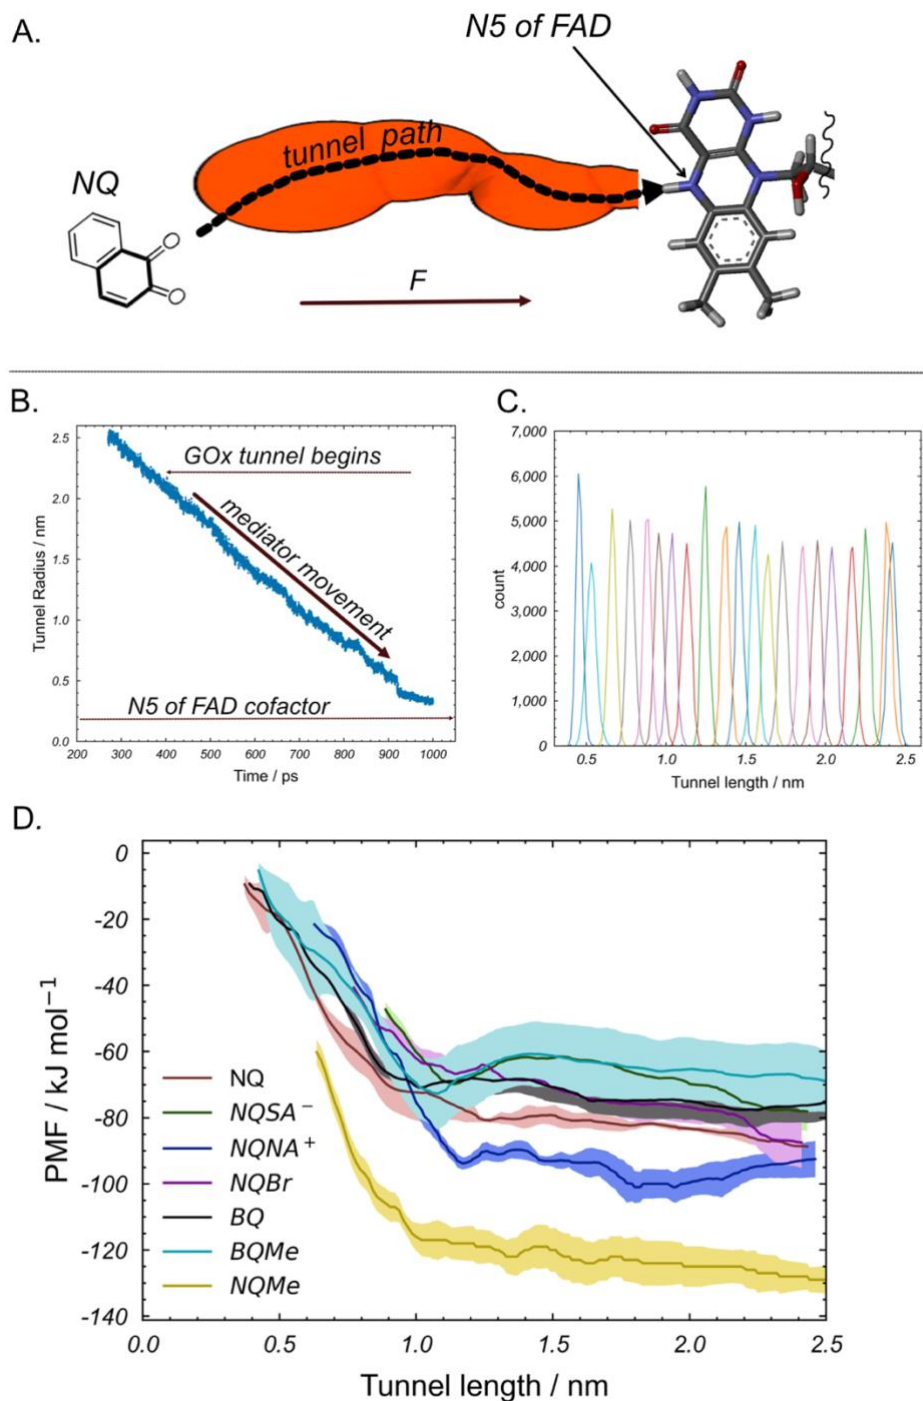 A.
N5 of FAD
tunnel path
NQ
O
O
F
B.
GOx tunnel begins
mediator movement
N5 of FAD cofactor
Tunnel Radius / nm
2.5
2.0
1.5
1.0
0.5
0.0
200 300 400 500 600 700 800 900 1000
Time / ps
C.
count
7,000
6,000
5,000
4,000
3,000
2,000
1,000
0
0.5 1.0 1.5 2.0 2.5
Tunnel length / nm
D.
PMF / kJ mol⁻¹
0
-20
-40
-60
-80
-100
-120
-140
NQ
NQSA⁻
NQNA⁺
NQBr
BQ
BQMe
NQMe
0.0 0.5 1.0 1.5 2.0 2.5
Tunnel length / nm